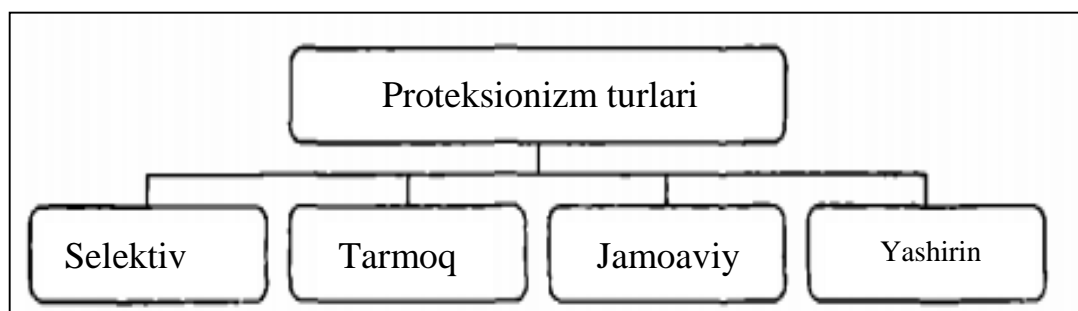 Proteksionizm turlari
Selektiv
Tarmoq
Jamoaviy
Yashirin